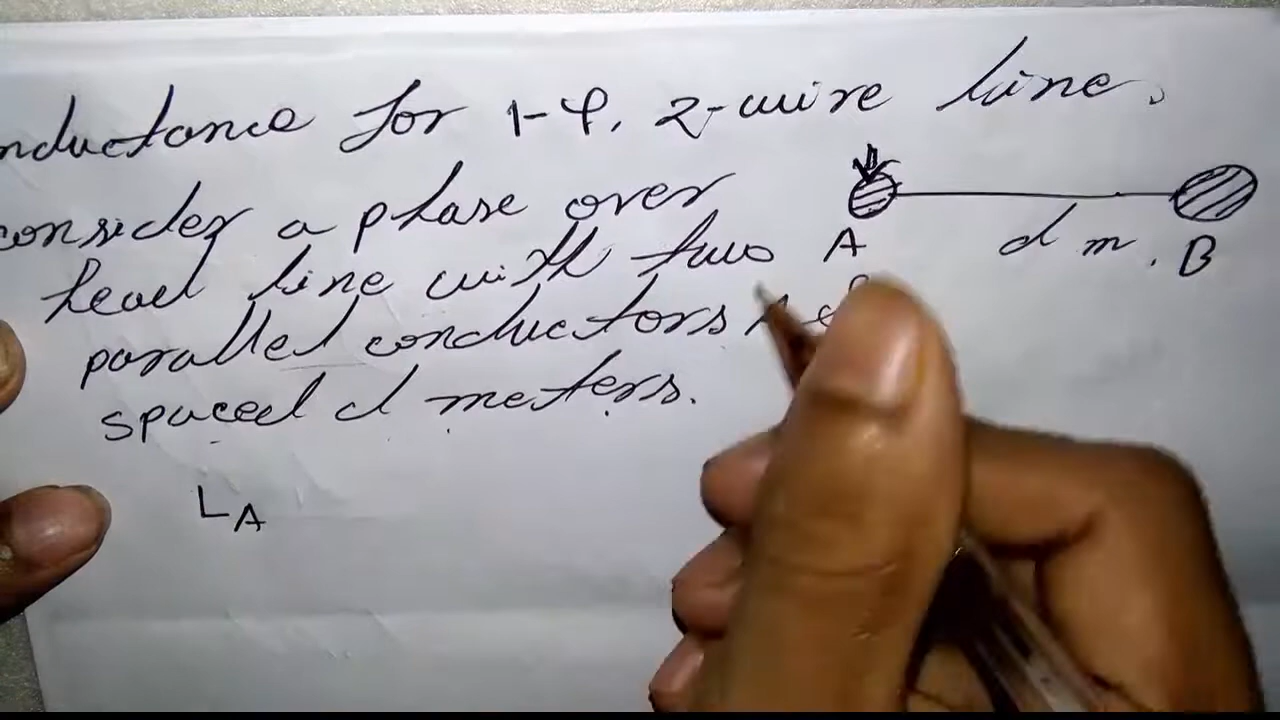 nductance for 1-φ, 2-wire line.
consider a phase over
head line with two
parallel conductors A
spaced d meters.
A
d m.
B
L_A